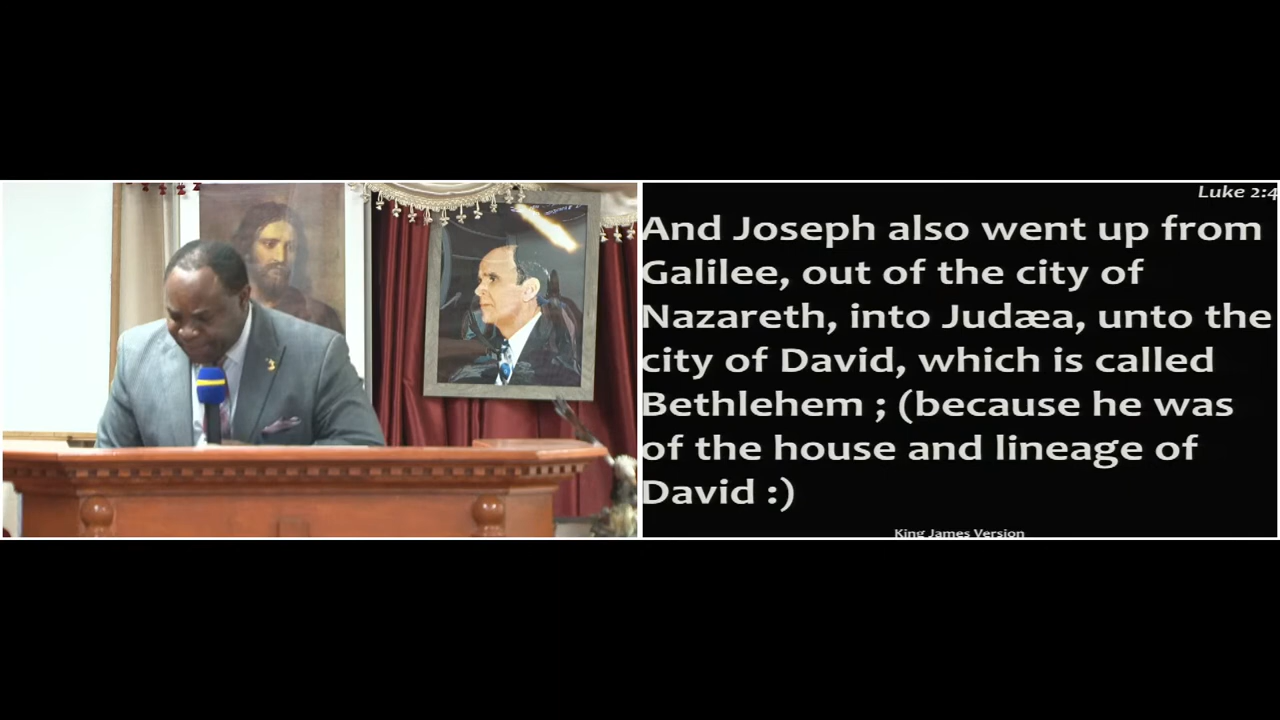 Luke 2:4
And Joseph also went up from
Galilee, out of the city of
Nazareth, into Judæa, unto the
city of David, which is called
Bethlehem ; (because he was
of the house and lineage of
David :)
King James Version